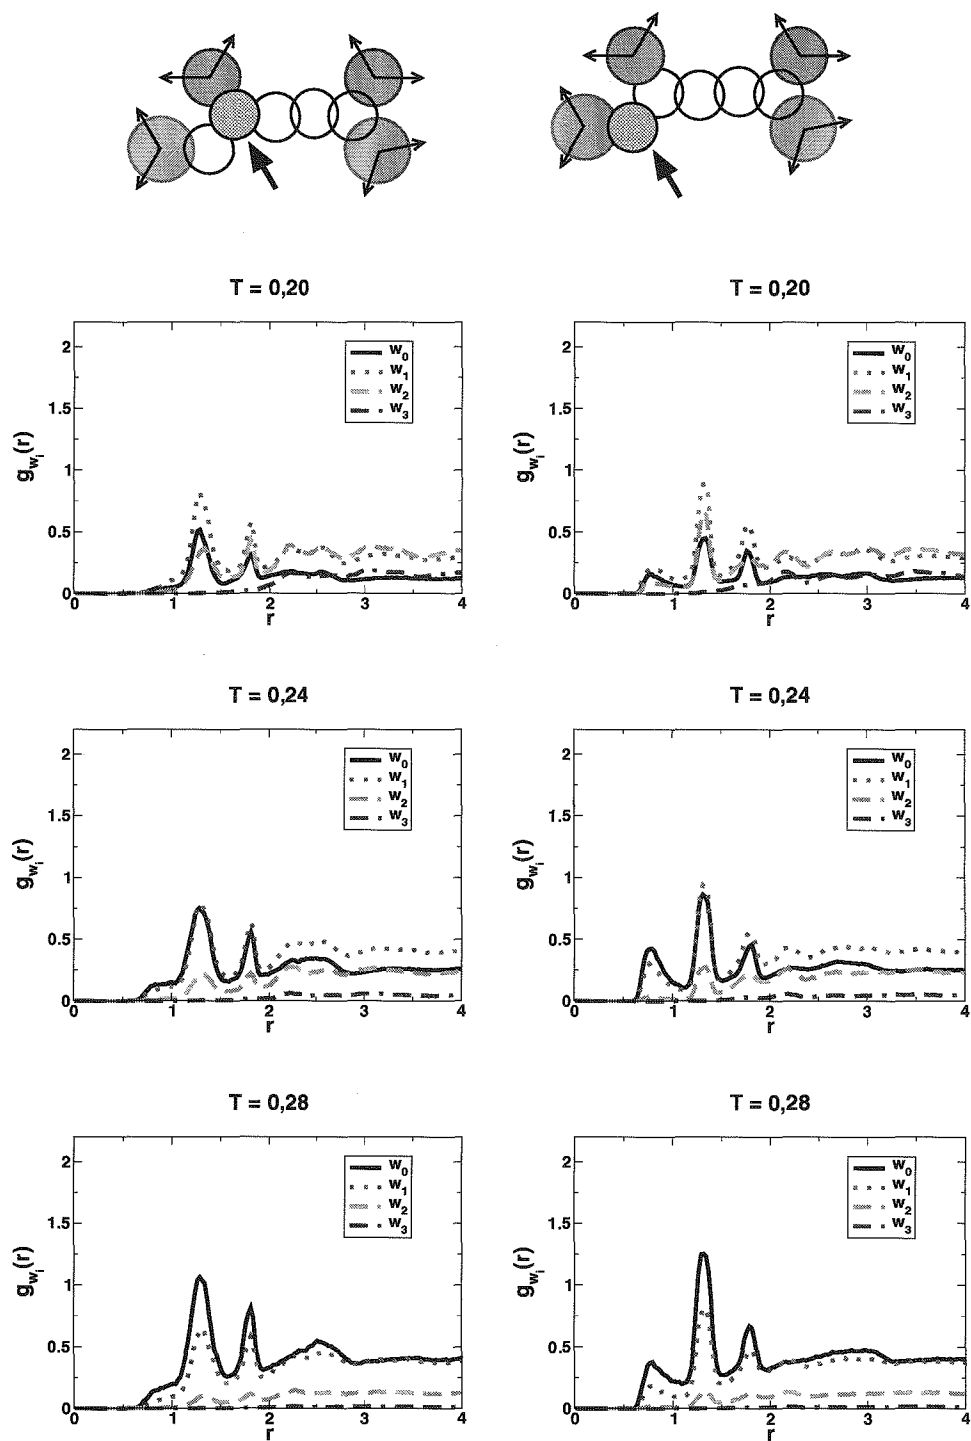 T = 0,20
T = 0,20
2
1.5
1
0.5
0
g_{w_i}(r)
w_0
w_1
w_2
w_3
0 1 2 3 4
r
2
1.5
1
0.5
0
g_{w_i}(r)
w_0
w_1
w_2
w_3
0 1 2 3 4
r
T = 0,24
T = 0,24
2
1.5
1
0.5
0
g_{w_i}(r)
w_0
w_1
w_2
w_3
0 1 2 3 4
r
2
1.5
1
0.5
0
g_{w_i}(r)
w_0
w_1
w_2
w_3
0 1 2 3 4
r
T = 0,28
T = 0,28
2
1.5
1
0.5
0
g_{w_i}(r)
w_0
w_1
w_2
w_3
0 1 2 3 4
r
2
1.5
1
0.5
0
g_{w_i}(r)
w_0
w_1
w_2
w_3
0 1 2 3 4
r